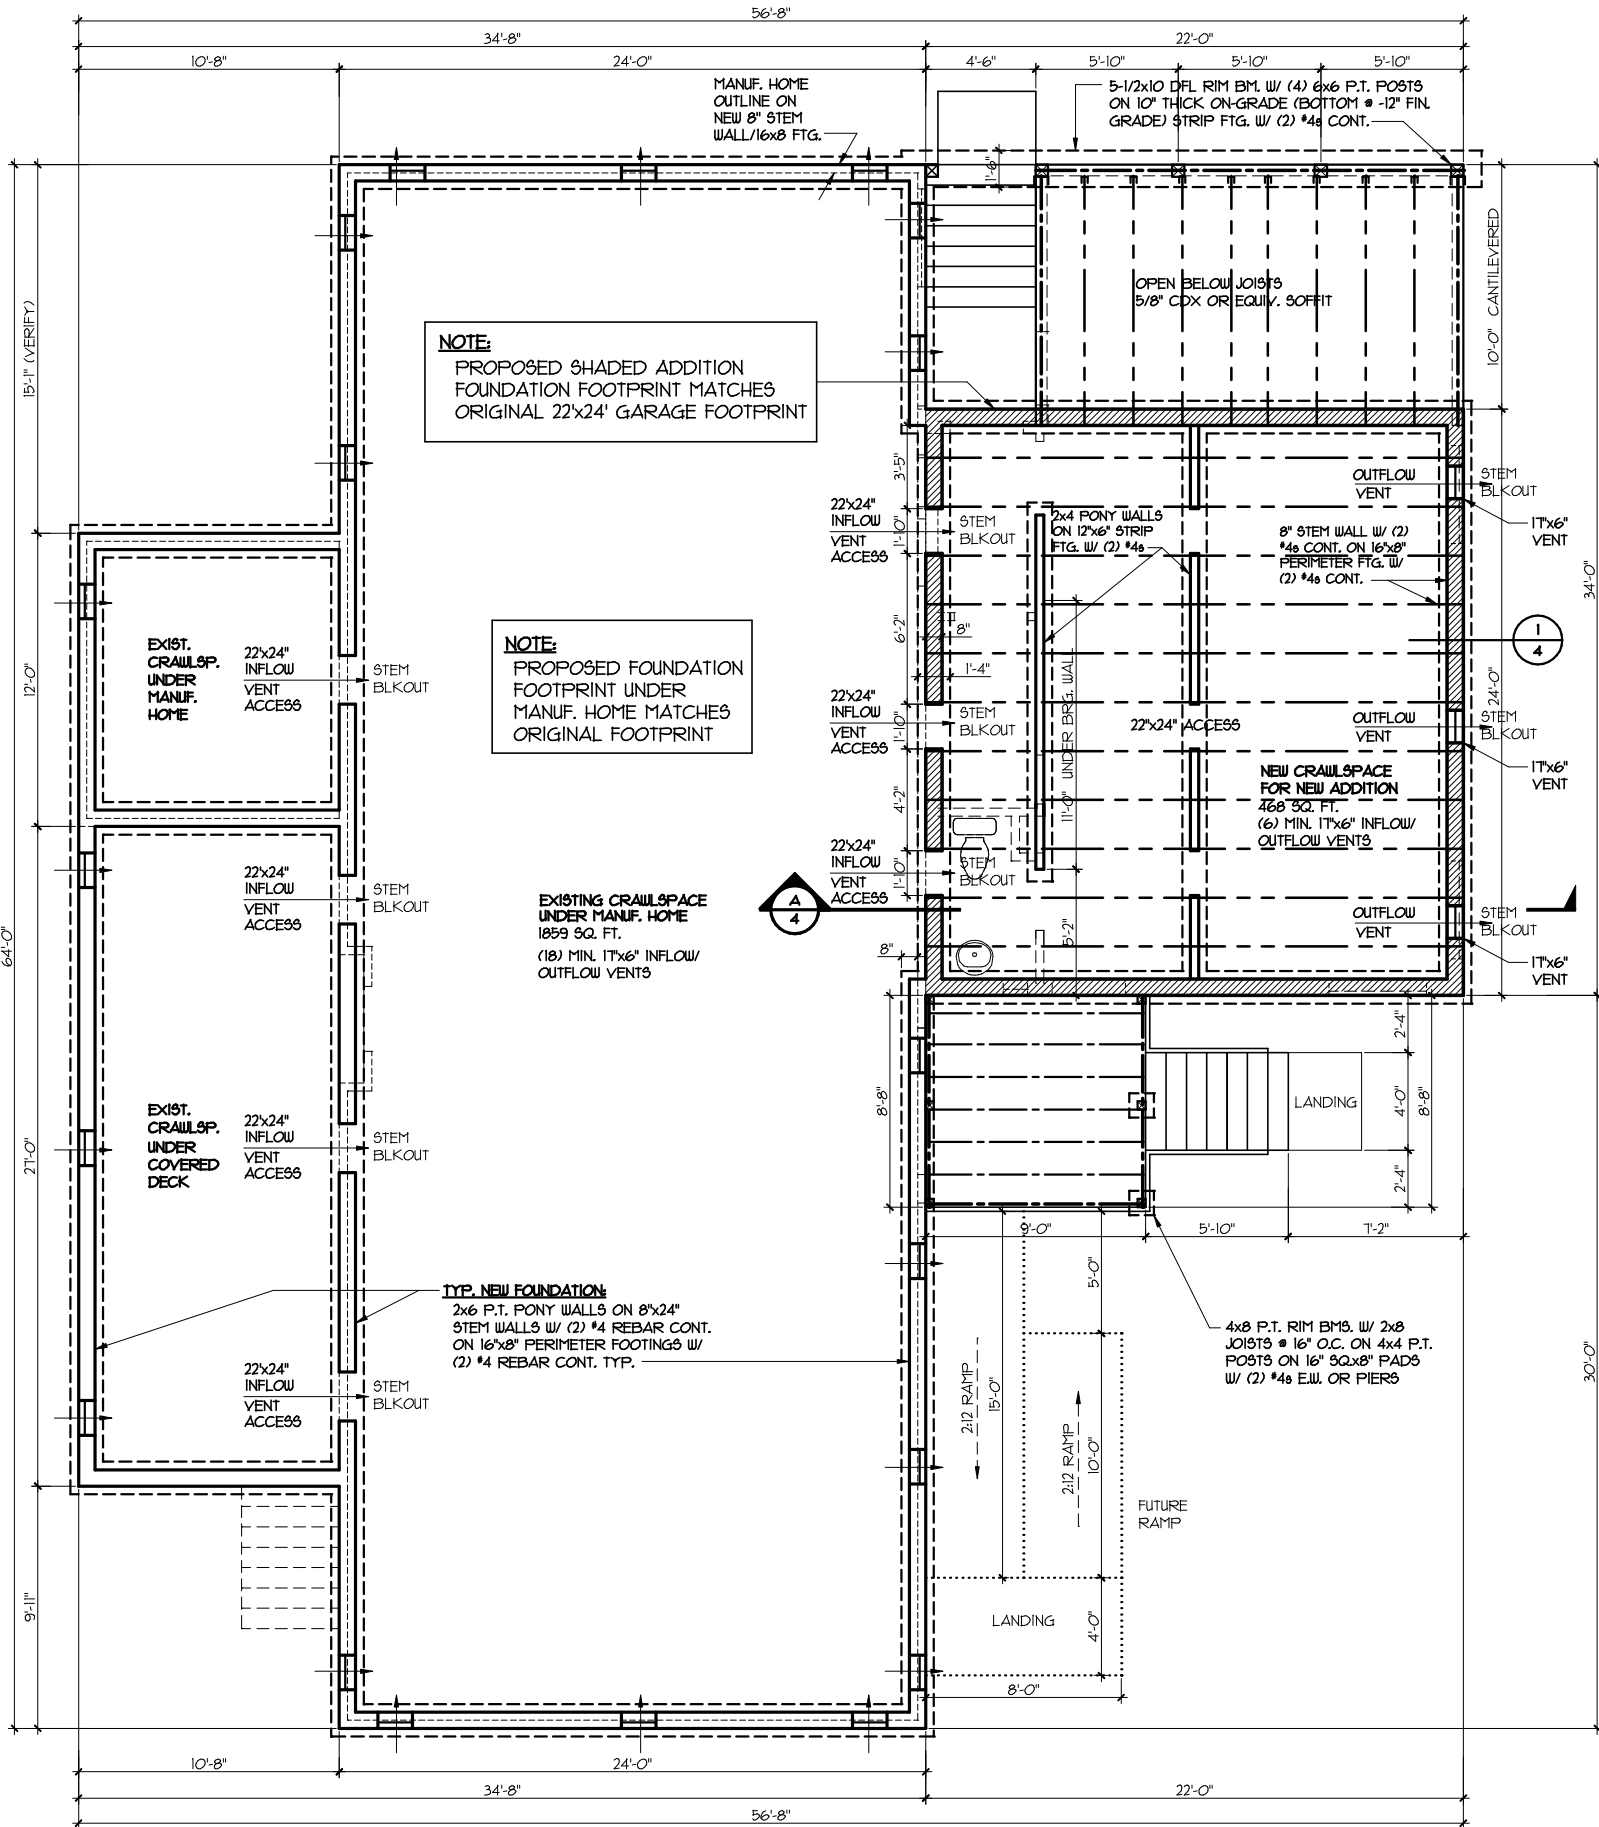 56'-8"
34'-8"
22'-0"
10'-8"
24'-0"
4'-6"
5'-10"
5'-10"
5'-10"
MANUF. HOME
OUTLINE ON
NEW 8" STEM
WALL/16x8 FTG.
5-1/2x10 DFL RIM BM. W/ (4) 6x6 P.T. POSTS
ON 10" THICK ON-GRADE (BOTTOM @ -12" FIN.
GRADE) STRIP FTG. W/ (2) #4s CONT.
1'-6"
10'-0" CANTILEVERED
OPEN BELOW JOISTS
5/8" CDX OR EQUIV. SOFFIT
15'-1" (VERIFY)
NOTE:
PROPOSED SHADED ADDITION
FOUNDATION FOOTPRINT MATCHES
ORIGINAL 22'x24' GARAGE FOOTPRINT
3'-5"
22"x24"
INFLOW
VENT
ACCESS
1'-10"
STEM
BLKOUT
2x4 PONY WALLS
ON 12"x6" STRIP
FTG. W/ (2) #4s
OUTFLOW
VENT
STEM
BLKOUT
17"x6"
VENT
8" STEM WALL W/ (2)
#4s CONT. ON 16"x8"
PERIMETER FTG. W/
(2) #4s CONT.
34'-0"
1
4
24'-0"
6'-2"
8"
1'-4"
12'-0"
EXIST.
CRAWLSP.
UNDER
MANUF.
HOME
22"x24"
INFLOW
VENT
ACCESS
STEM
BLKOUT
NOTE:
PROPOSED FOUNDATION
FOOTPRINT UNDER
MANUF. HOME MATCHES
ORIGINAL FOOTPRINT
22"x24"
INFLOW
VENT
ACCESS
1'-10"
STEM
BLKOUT
11'-0" UNDER BRG. WALL
22"x24" ACCESS
OUTFLOW
VENT
STEM
BLKOUT
17"x6"
VENT
NEW CRAWLSPACE
FOR NEW ADDITION
468 SQ. FT.
(6) MIN. 17"x6" INFLOW/
OUTFLOW VENTS
4'-2"
22"x24"
INFLOW
VENT
ACCESS
1'-10"
STEM
BLKOUT
22"x24"
INFLOW
VENT
ACCESS
STEM
BLKOUT
EXISTING CRAWLSPACE
UNDER MANUF. HOME
1859 SQ. FT.
(18) MIN. 17"x6" INFLOW/
OUTFLOW VENTS
A
4
8"
5'-2"
OUTFLOW
VENT
STEM
BLKOUT
17"x6"
VENT
64'-0"
27'-0"
EXIST.
CRAWLSP.
UNDER
COVERED
DECK
22"x24"
INFLOW
VENT
ACCESS
STEM
BLKOUT
8'-8"
2'-4"
4'-0"
2'-4"
8'-8"
LANDING
9'-0"
5'-10"
7'-2"
TYP. NEW FOUNDATION:
2x6 P.T. PONY WALLS ON 8"x24"
STEM WALLS W/ (2) #4 REBAR CONT.
ON 16"x8" PERIMETER FOOTINGS W/
(2) #4 REBAR CONT. TYP.
22"x24"
INFLOW
VENT
ACCESS
STEM
BLKOUT
5'-0"
4x8 P.T. RIM BMS. W/ 2x8
JOISTS @ 16" O.C. ON 4x4 P.T.
POSTS ON 16" SQ.x8" PADS
W/ (2) #4s E.W. OR PIERS
30'-0"
2:12 RAMP
15'-0"
2:12 RAMP
10'-0"
FUTURE
RAMP
9'-11"
LANDING
4'-0"
8'-0"
10'-8"
24'-0"
34'-8"
22'-0"
56'-8"